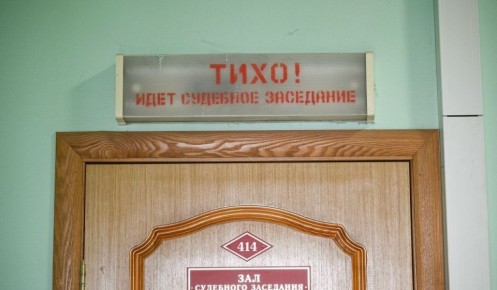 ТИХО!
ИДЕТ СУДЕБНОЕ ЗАСЕДАНИЕ
414
ЗАЛ
СУДЕБНОГО ЗАСЕДАНИЯ